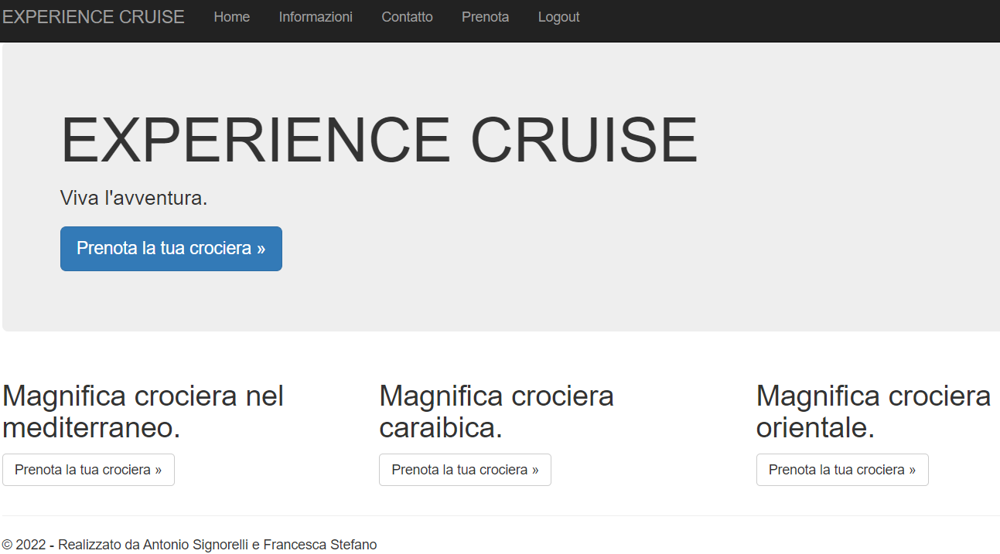 EXPERIENCE CRUISE Home Informazioni Contatto Prenota Logout
EXPERIENCE CRUISE
Viva l'avventura.
Prenota la tua crociera »
Magnifica crociera nel
mediterraneo.
Prenota la tua crociera »
Magnifica crociera
caraibica.
Prenota la tua crociera »
Magnifica crociera
orientale.
Prenota la tua crociera »
© 2022 - Realizzato da Antonio Signorelli e Francesca Stefano